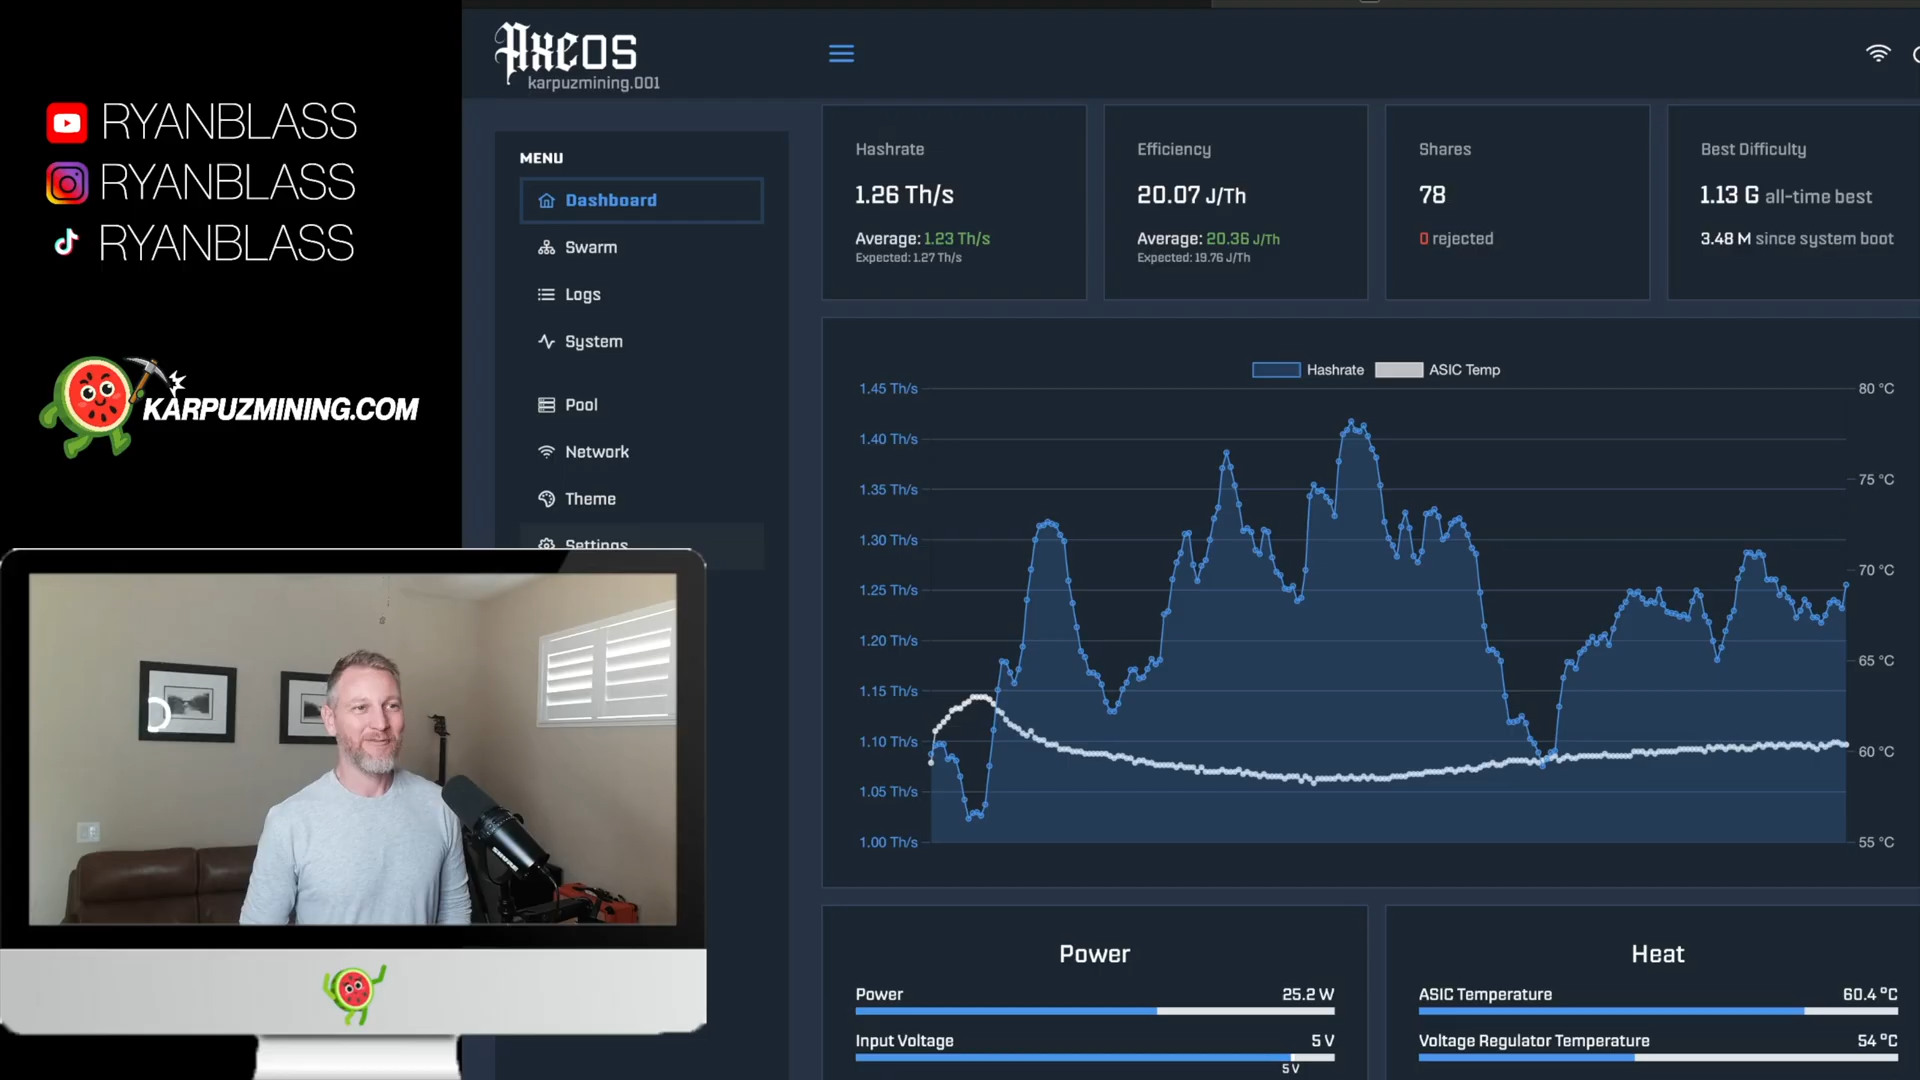 RYANBLASS
RYANBLASS
RYANBLASS
KARPUZMINING.COM
AxeOS
karpuzmining.001
MENU
Dashboard
Swarm
Logs
System
Pool
Network
Theme
Settings
Hashrate
1.26 Th/s
Average: 1.23 Th/s
Expected: 1.27 Th/s
Efficiency
20.07 J/Th
Average: 20.36 J/Th
Expected: 19.76 J/Th
Shares
78
0 rejected
Best Difficulty
1.13 G all-time best
3.48 M since system boot
Hashrate ASIC Temp
1.45 Th/s
1.40 Th/s
1.35 Th/s
1.30 Th/s
1.25 Th/s
1.20 Th/s
1.15 Th/s
1.10 Th/s
1.05 Th/s
1.00 Th/s
80 °C
75 °C
70 °C
65 °C
60 °C
55 °C
Power
Power 25.2 W
Input Voltage 5 V
5 V
Heat
ASIC Temperature 60.4 °C
Voltage Regulator Temperature 54 °C